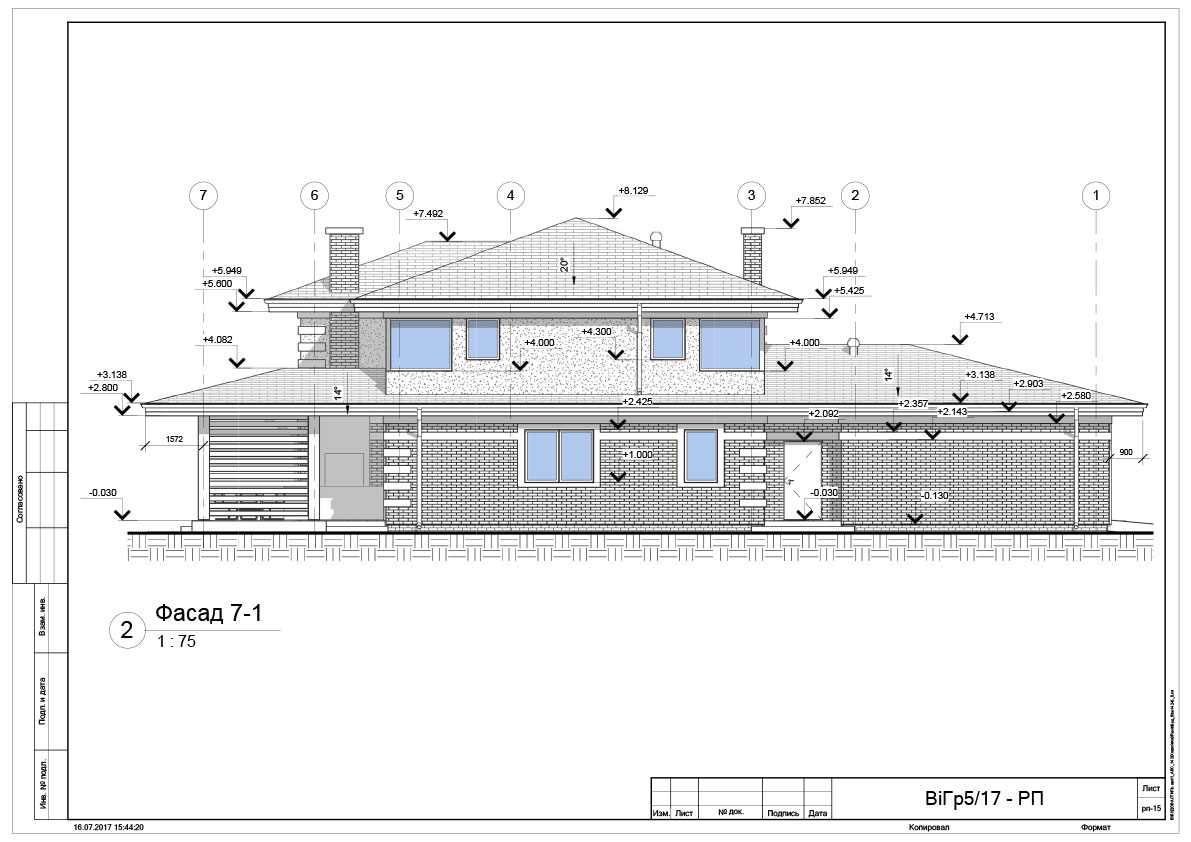 7
6
5
4
3
2
1
+8.129
+7.852
+7.492
+5.949
+5.600
+5.949
+5.425
20°
+4.082
+4.300
+4.000
+4.000
+4.713
+3.138
+2.800
14°
14°
+3.138
+2.903
+2.580
+2.425
+2.357
+2.092
+2.143
1572
+1.000
900
-0.030
-0.030
-0.130
2
Фасад 7-1
1 : 75
Согласовано
Взам. инв.
Подп. и дата
Инв. № подл.
Изм.
Лист
№ док.
Подпись
Дата
ВіГр5/17 - РП
Лист
рп-15
16.07.2017 15:44:20
Копировал
Формат